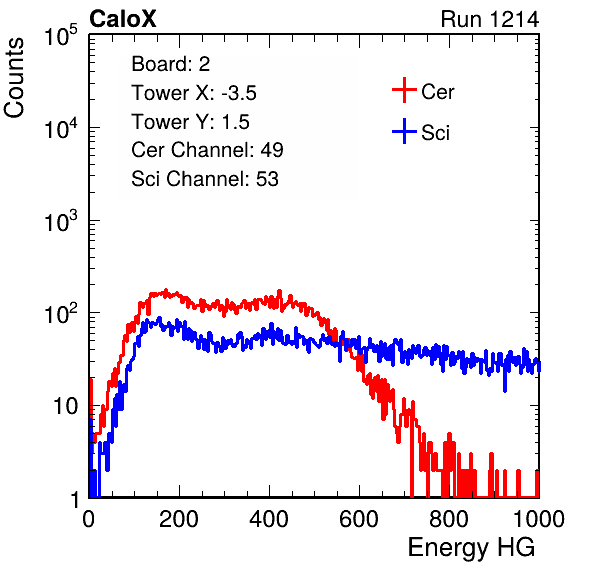 CaloX Run 1214
Counts
Board: 2
Tower X: -3.5
Tower Y: 1.5
Cer Channel: 49
Sci Channel: 53
Cer
Sci
10^5
10^4
10^3
10^2
10
1
0 200 400 600 800 1000
Energy HG